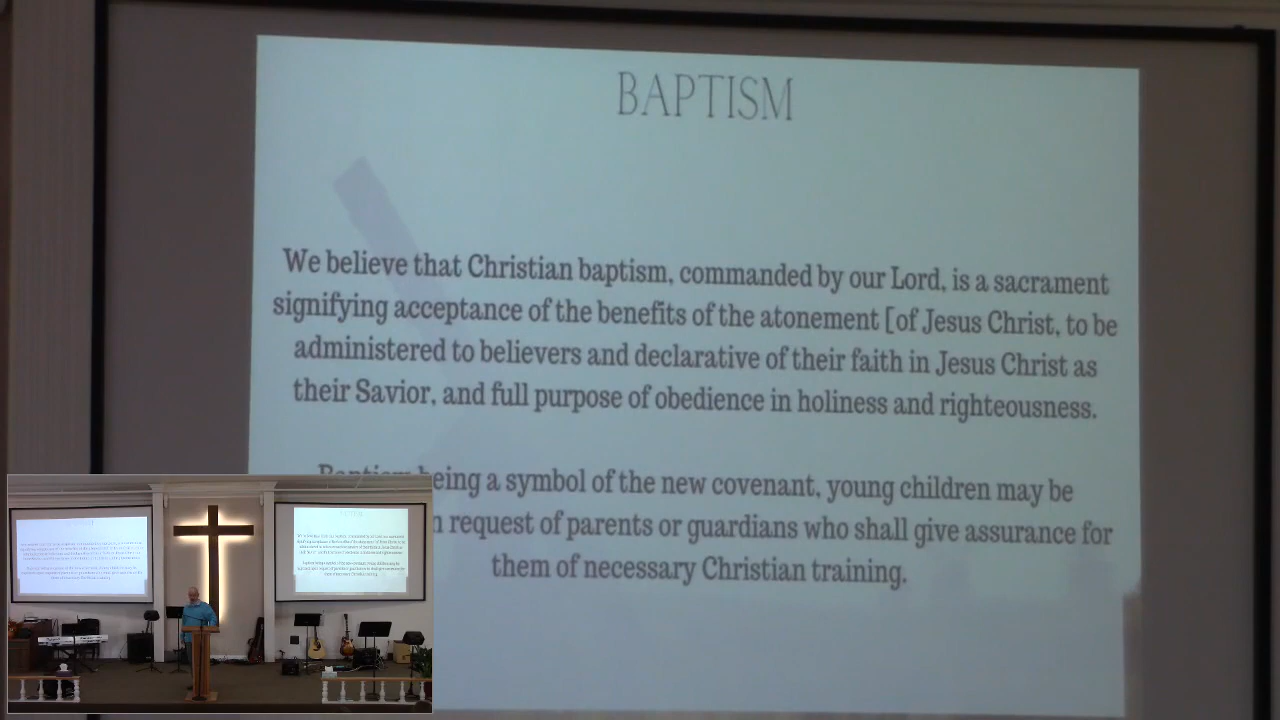 BAPTISM
We believe that Christian baptism, commanded by our Lord, is a sacrament
signifying acceptance of the benefits of the atonement [of Jesus Christ, to be
administered to believers and declarative of their faith in Jesus Christ as
their Savior, and full purpose of obedience in holiness and righteousness.
Baptism being a symbol of the new covenant, young children may be
request of parents or guardians who shall give assurance for
them of necessary Christian training.